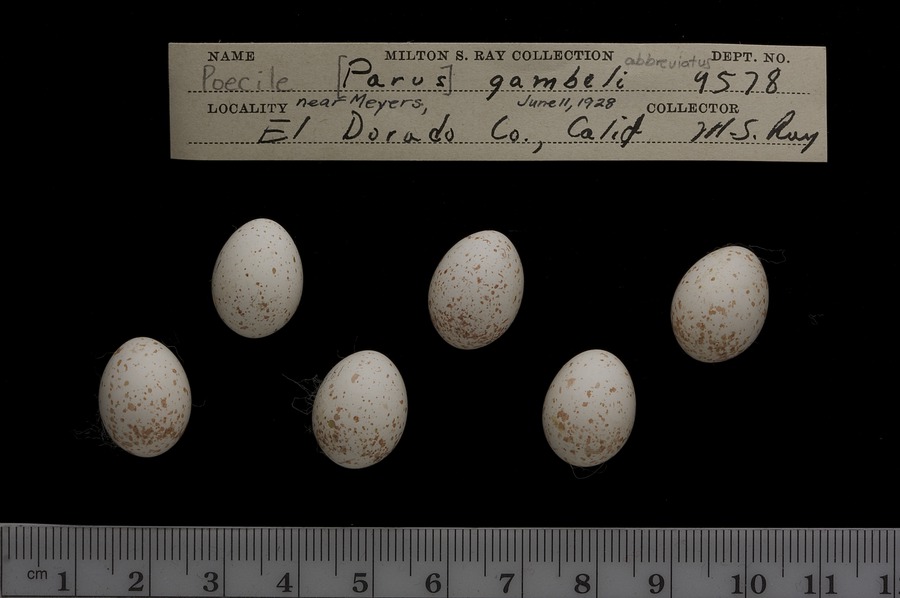 NAME MILTON S. RAY COLLECTION abbreviatus DEPT. NO.
Poecile [Parus] gambeli 9578
LOCALITY near Meyers, June 11, 1928 COLLECTOR
El Dorado Co., Calif M.S. Ray
cm 1 2 3 4 5 6 7 8 9 10 11 1